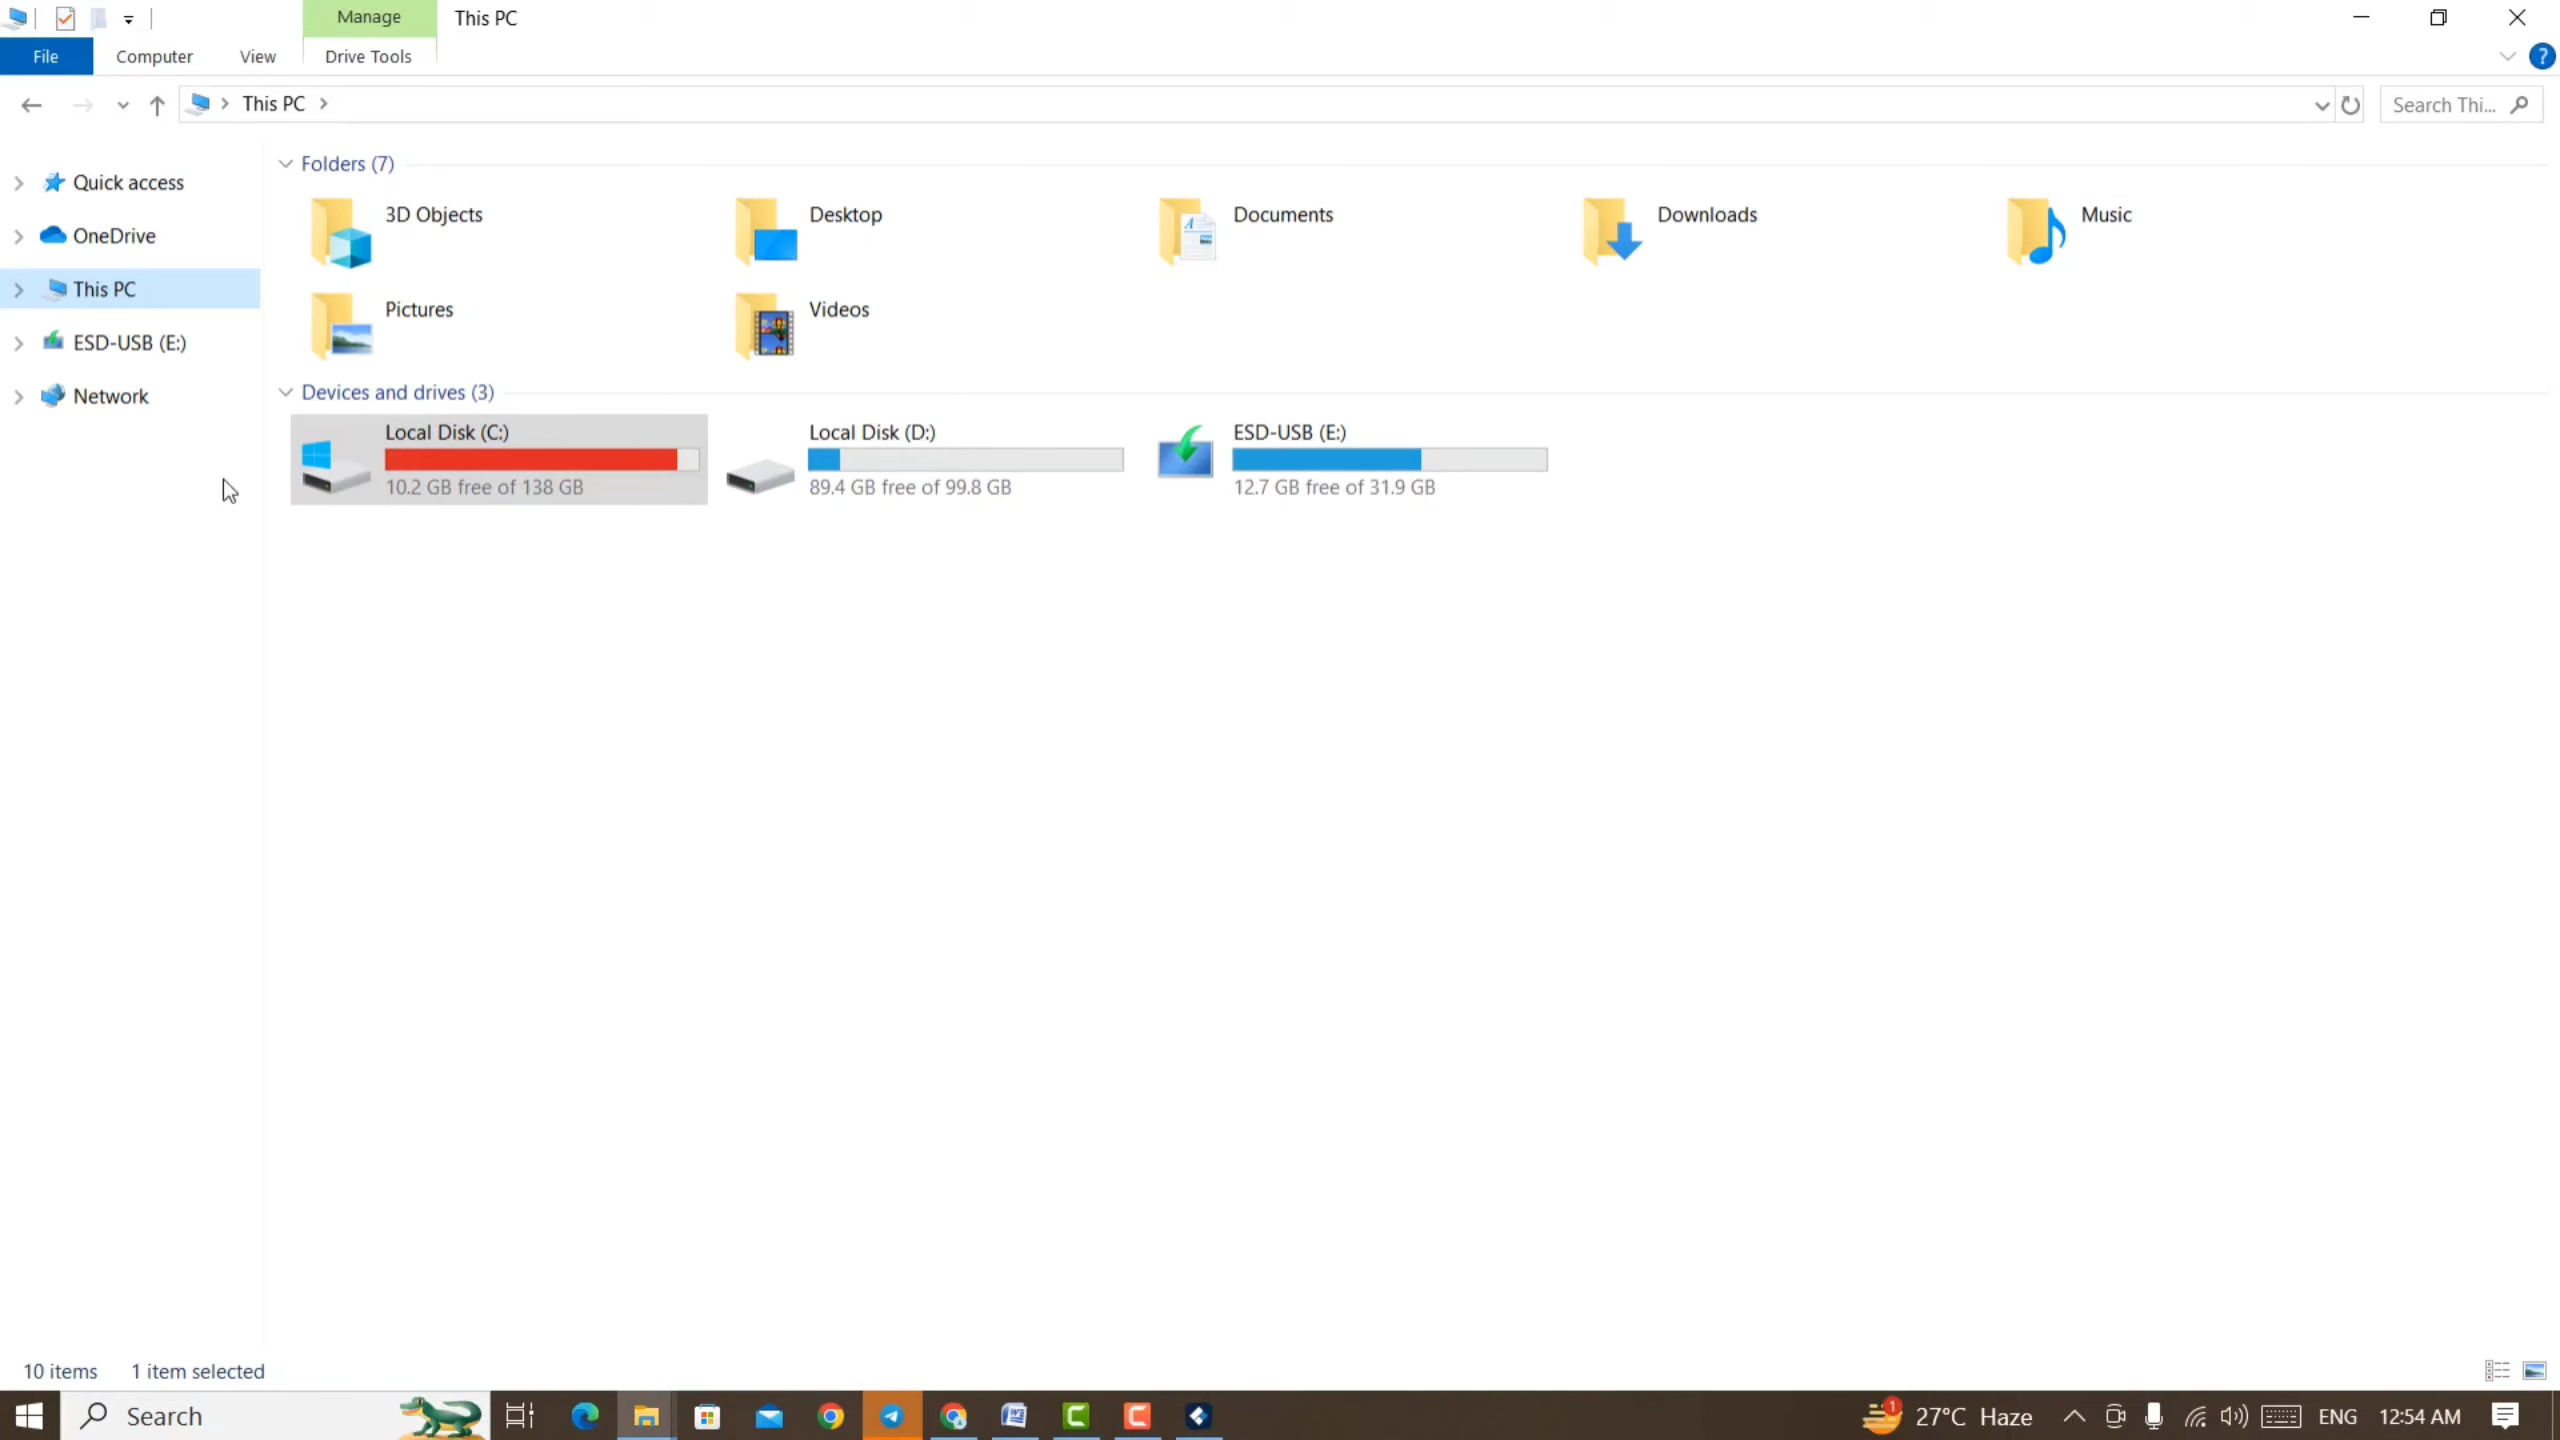 Manage
This PC
File
Computer
View
Drive Tools
This PC
Search Thi...
Quick access
OneDrive
This PC
ESD-USB (E:)
Network
Folders (7)
3D Objects
Desktop
Documents
Downloads
Music
Pictures
Videos
Devices and drives (3)
Local Disk (C:)
10.2 GB free of 138 GB
Local Disk (D:)
89.4 GB free of 99.8 GB
ESD-USB (E:)
12.7 GB free of 31.9 GB
10 items
1 item selected
Search
1
27°C Haze
ENG
12:54 AM